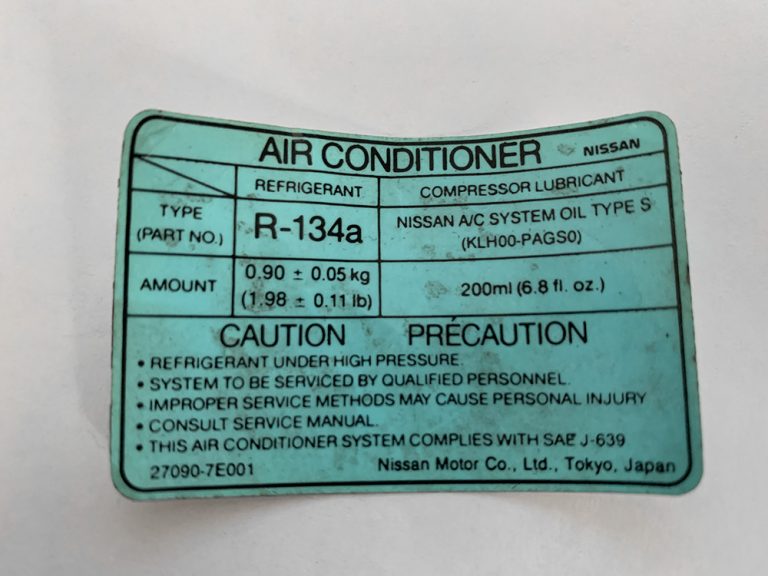 AIR CONDITIONER NISSAN
REFRIGERANT COMPRESSOR LUBRICANT
TYPE
(PART NO.) R-134a NISSAN A/C SYSTEM OIL TYPE S
(KLH00-PAGS0)
AMOUNT 0.90 ± 0.05 kg
(1.98 ± 0.11 lb) 200ml (6.8 fl. oz.)
CAUTION PRÉCAUTION
• REFRIGERANT UNDER HIGH PRESSURE.
• SYSTEM TO BE SERVICED BY QUALIFIED PERSONNEL.
• IMPROPER SERVICE METHODS MAY CAUSE PERSONAL INJURY
• CONSULT SERVICE MANUAL.
• THIS AIR CONDITIONER SYSTEM COMPLIES WITH SAE J-639
27090-7E001 Nissan Motor Co., Ltd., Tokyo, Japan